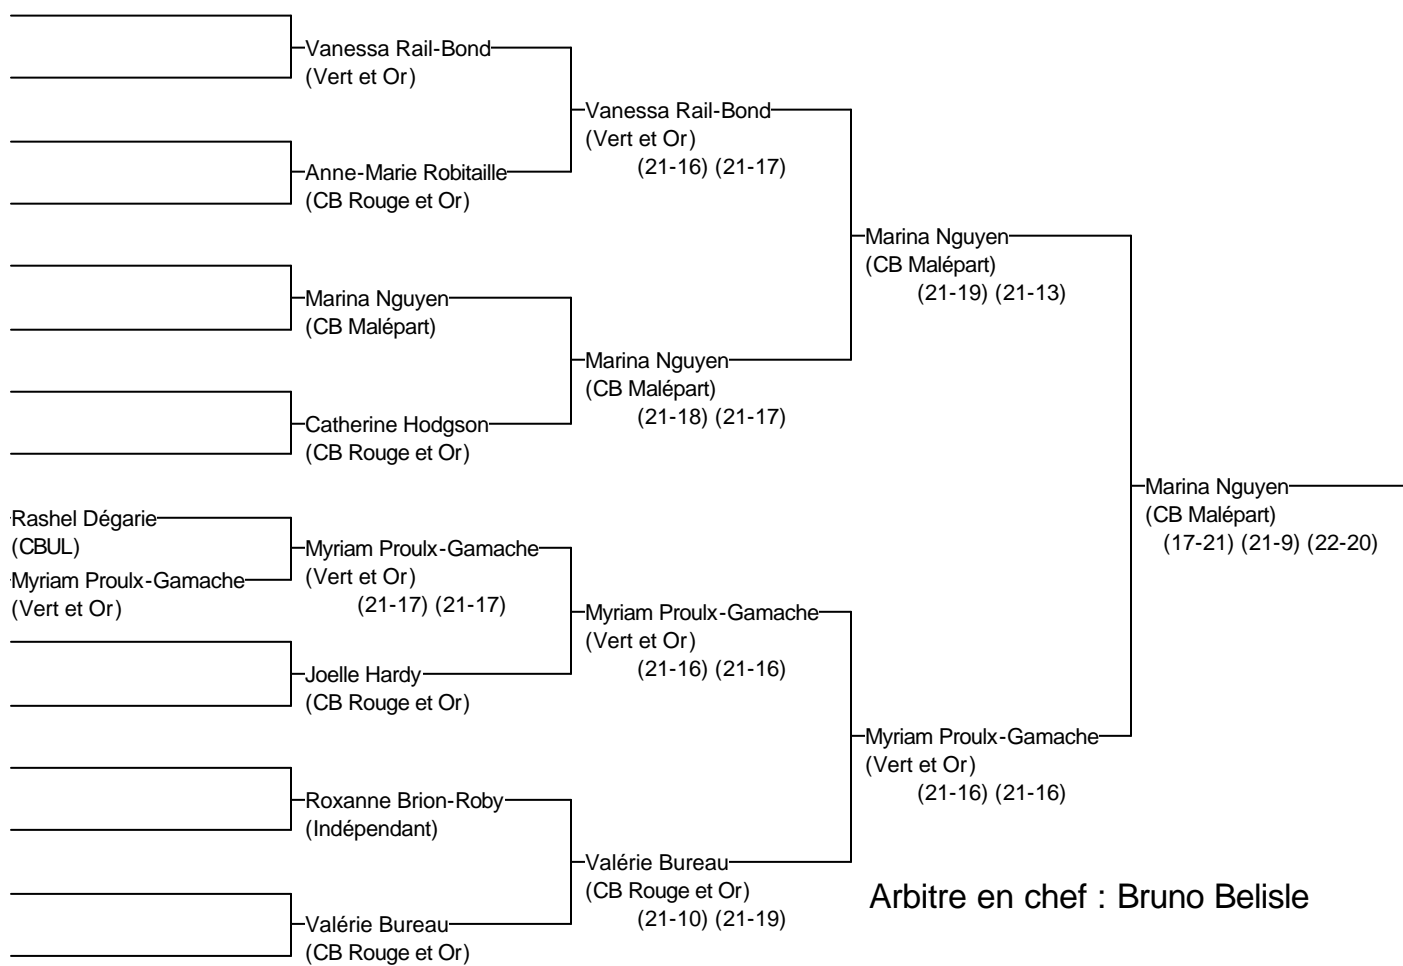 Vanessa Rail-Bond
(Vert et Or)
Anne-Marie Robitaille
(CB Rouge et Or)
Marina Nguyen
(CB Malépart)
Catherine Hodgson
(CB Rouge et Or)
Rashel Dégarie
(CBUL)
Myriam Proulx-Gamache
(Vert et Or)
Myriam Proulx-Gamache
(Vert et Or)
(21-17) (21-17)
Joelle Hardy
(CB Rouge et Or)
Roxanne Brion-Roby
(Indépendant)
Valérie Bureau
(CB Rouge et Or)
Vanessa Rail-Bond
(Vert et Or)
(21-16) (21-17)
Marina Nguyen
(CB Malépart)
(21-18) (21-17)
Myriam Proulx-Gamache
(Vert et Or)
(21-16) (21-16)
Valérie Bureau
(CB Rouge et Or)
(21-10) (21-19)
Marina Nguyen
(CB Malépart)
(21-19) (21-13)
Myriam Proulx-Gamache
(Vert et Or)
(21-16) (21-16)
Marina Nguyen
(CB Malépart)
(17-21) (21-9) (22-20)
Arbitre en chef : Bruno Belisle